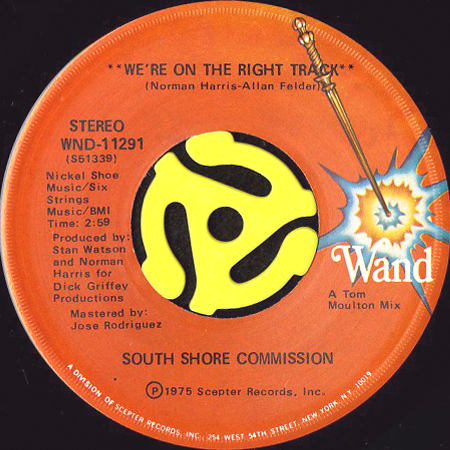 **WE'RE ON THE RIGHT TRACK**
(Norman Harris-Allan Felder)
STEREO
WND-11291
(S51339)
Nickel Shoe
Music/Six
Strings
Music/BMI
Time: 2:59
Produced by:
Stan Watson
and Norman
Harris for
Dick Griffey
Productions
Mastered by:
Jose Rodriguez
Wand
A Tom
Moulton Mix
SOUTH SHORE COMMISSION
Ⓟ1975 Scepter Records, Inc.
A DIVISION OF SCEPTER RECORDS, INC. 254 WEST 54TH STREET, NEW YORK, N.Y. 10019